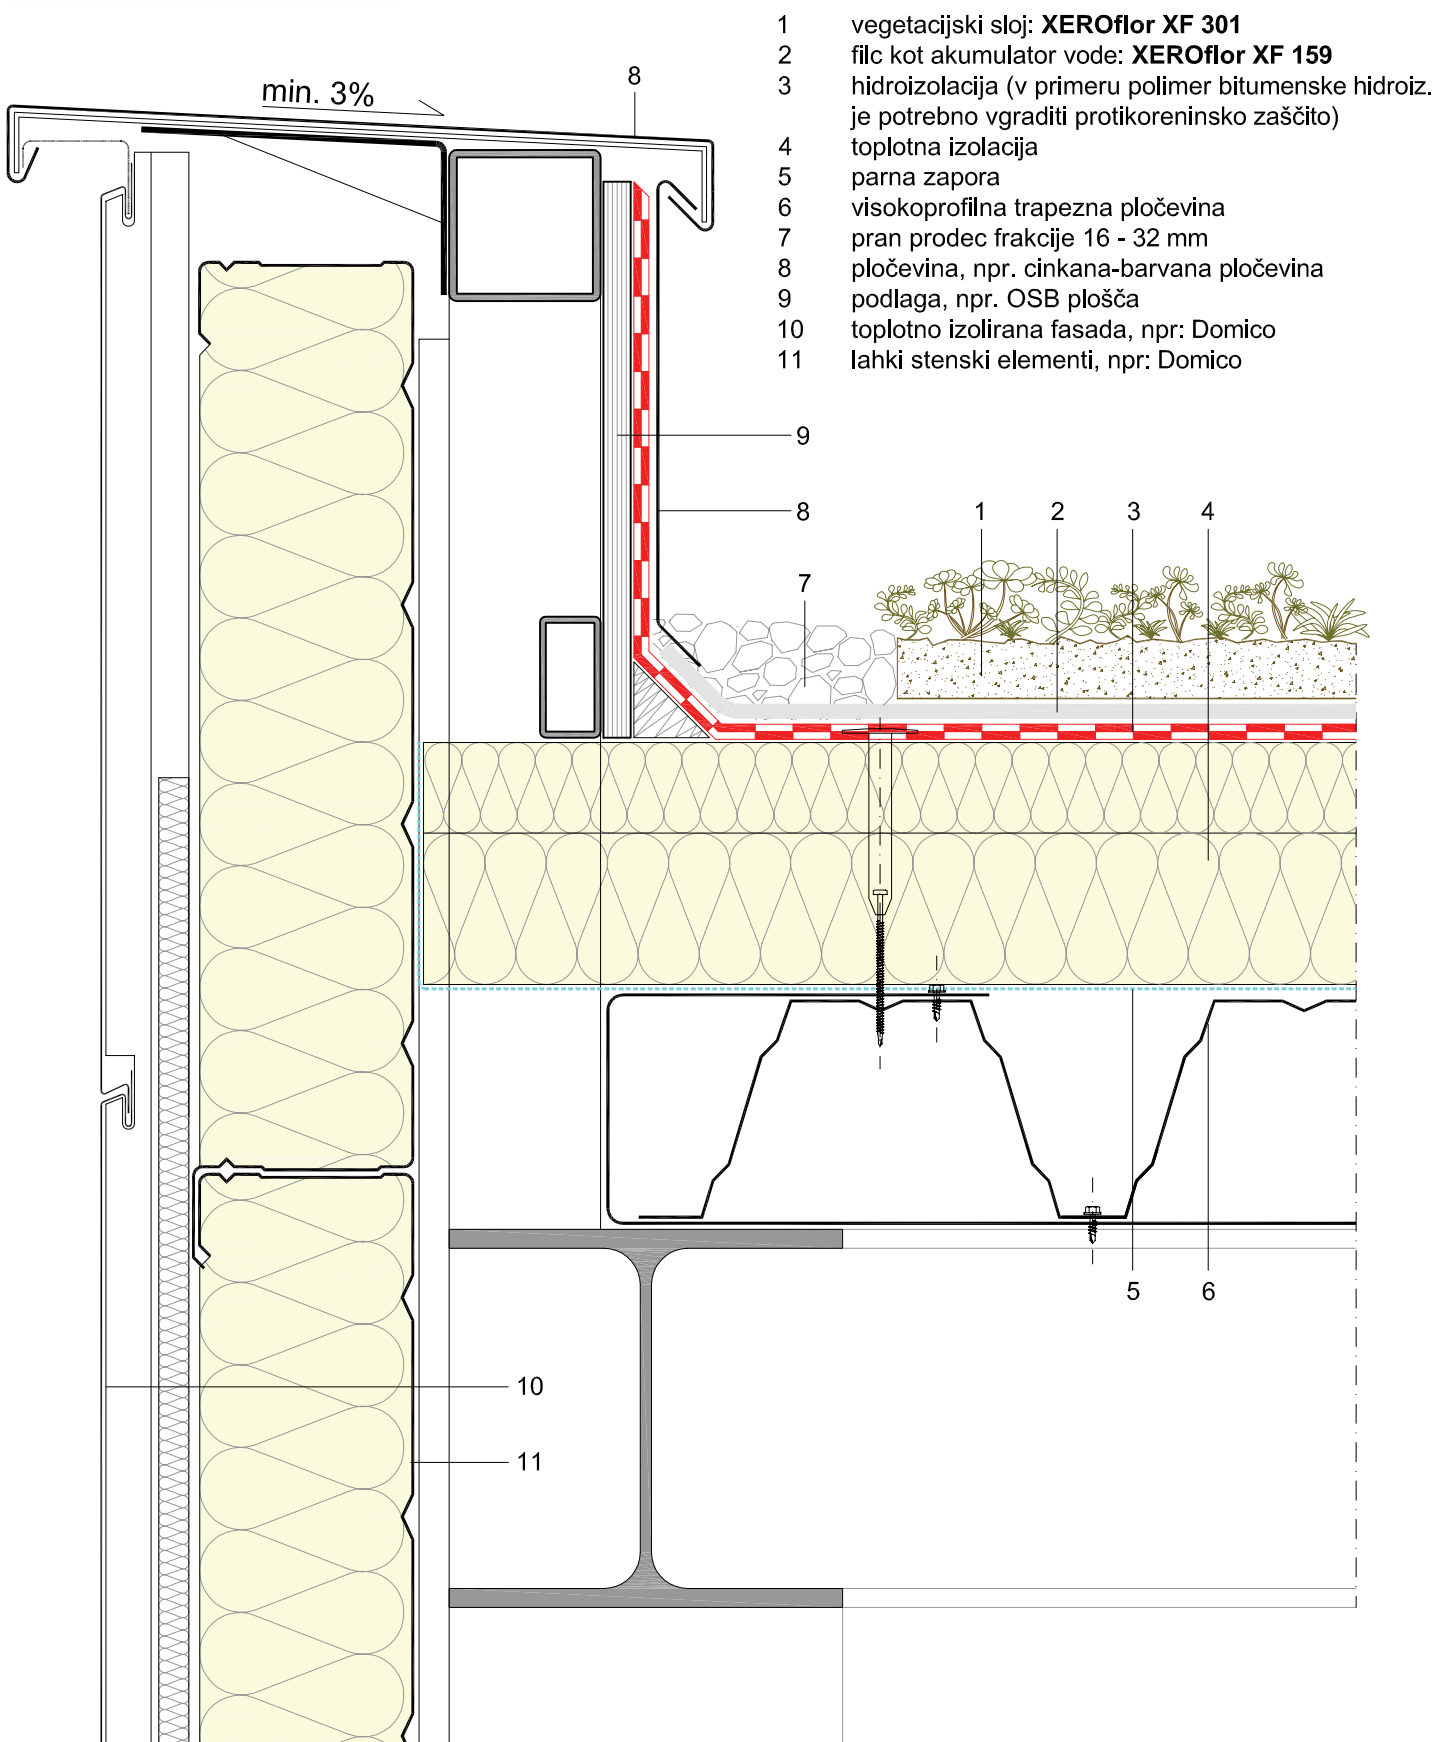 1 vegetacijski sloj: XEROflor XF 301
2 filc kot akumulator vode: XEROflor XF 159
3 hidroizolacija (v primeru polimer bitumenske hidroiz.
je potrebno vgraditi protikoreninsko zaščito)
4 toplotna izolacija
5 parna zapora
6 visokoprofilna trapezna pločevina
7 pran prodec frakcije 16 - 32 mm
8 pločevina, npr. cinkana-barvana pločevina
9 podlaga, npr. OSB plošča
10 toplotno izolirana fasada, npr: Domico
11 lahki stenski elementi, npr: Domico
min. 3%
8
9
8
1 2 3 4
7
5 6
10
11